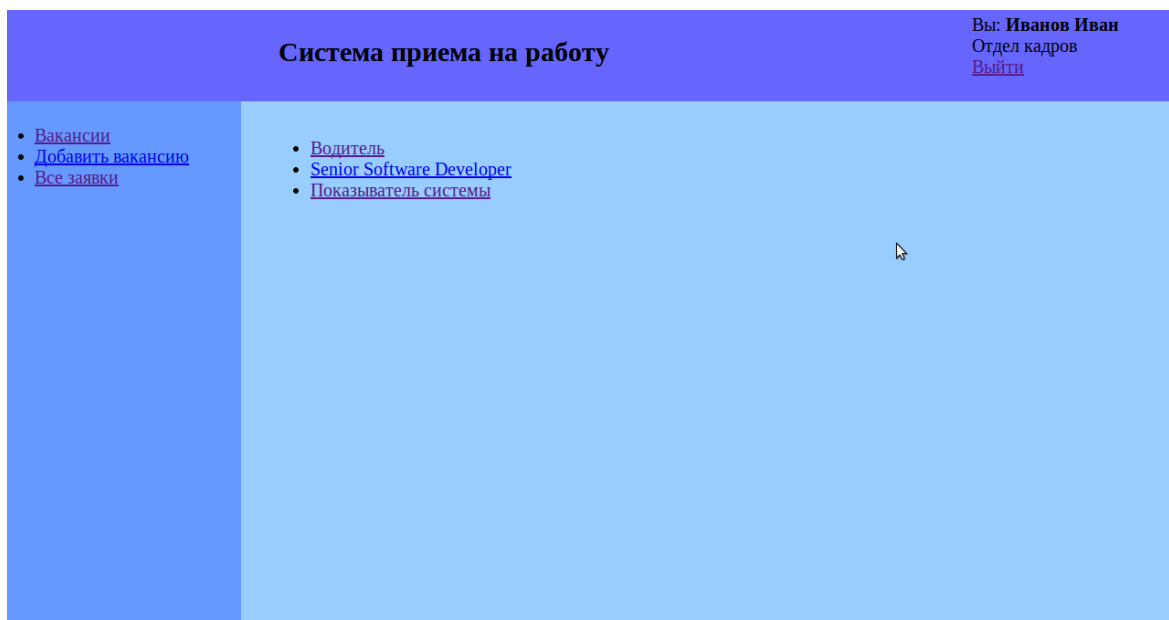 Система приема на работу
Вы: Иванов Иван
Отдел кадров
Выйти
Вакансии
Добавить вакансию
Все заявки
Водитель
Senior Software Developer
Показыватель системы